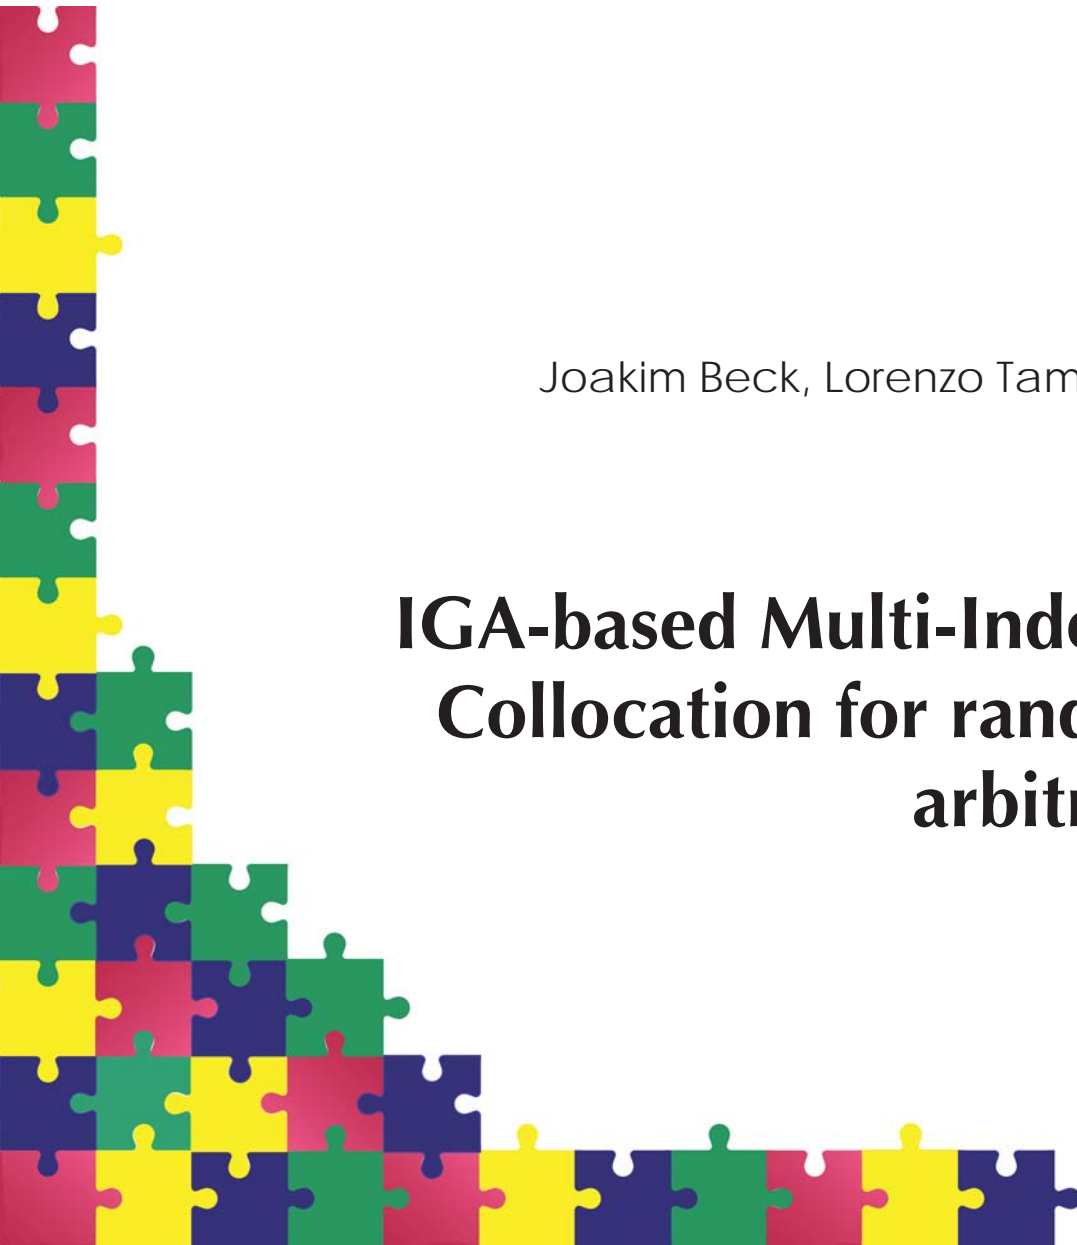 Joakim Beck, Lorenzo Tam
IGA-based Multi-Inde
Collocation for rand
arbitr